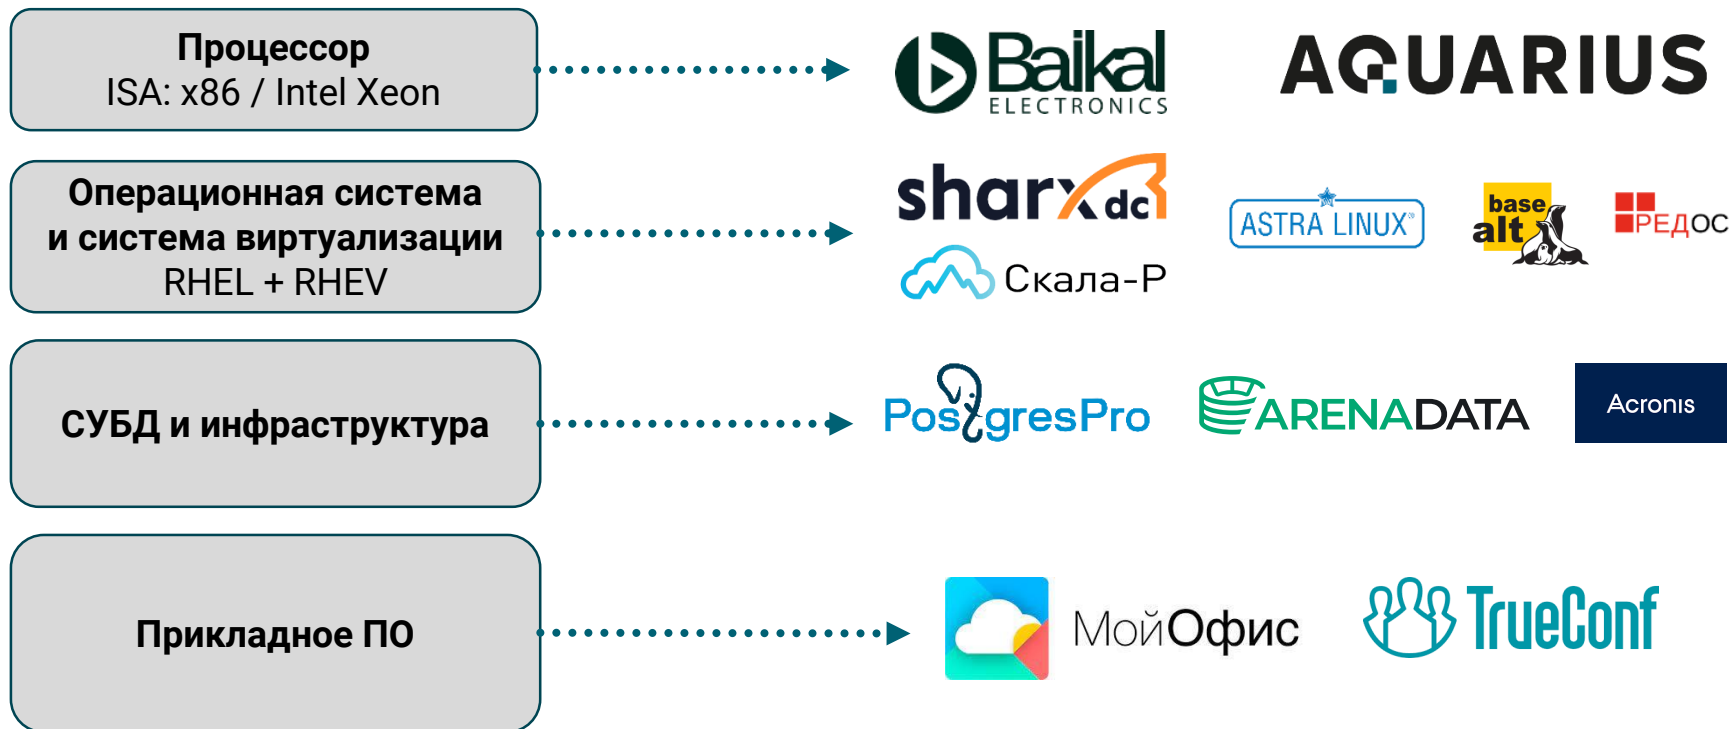 Процессор
ISA: x86 / Intel Xeon
Baikal
ELECTRONICS
AQUARIUS
Операционная система
и система виртуализации
RHEL + RHEV
sharx dc
Скала-Р
ASTRA LINUX®
base
alt
РЕДОС
СУБД и инфраструктура
PostgresPro
ARENADATA
Acronis
Прикладное ПО
МойОфис
TrueConf